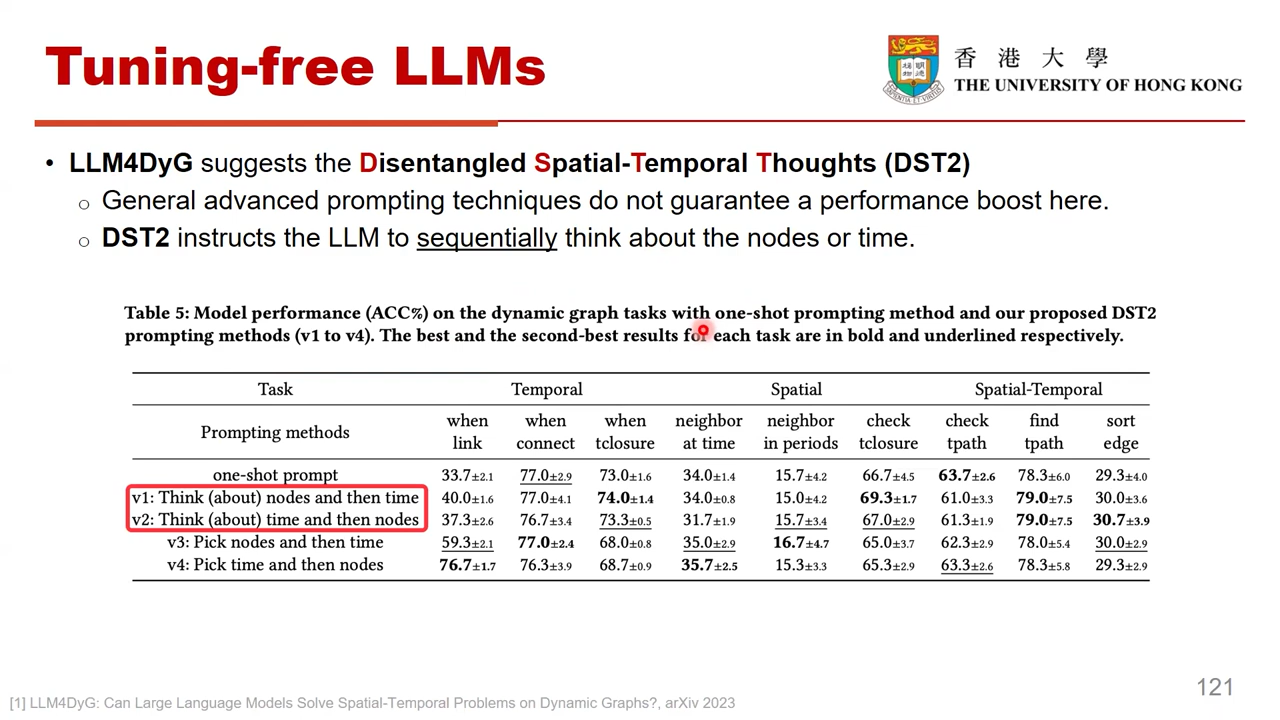 Tuning-free LLMs
香港大學
THE UNIVERSITY OF HONG KONG
• LLM4DyG suggests the Disentangled Spatial-Temporal Thoughts (DST2)
○ General advanced prompting techniques do not guarantee a performance boost here.
○ DST2 instructs the LLM to sequentially think about the nodes or time.
Table 5: Model performance (ACC%) on the dynamic graph tasks with one-shot prompting method and our proposed DST2
prompting methods (v1 to v4). The best and the second-best results for each task are in bold and underlined respectively.
Task Temporal Spatial Spatial-Temporal
Prompting methods when link when connect when tclosure neighbor at time neighbor in periods check tclosure check tpath find tpath sort edge
one-shot prompt 33.7±2.1 77.0±2.9 73.0±1.6 34.0±1.4 15.7±4.2 66.7±4.5 63.7±2.6 78.3±6.0 29.3±4.0
v1: Think (about) nodes and then time 40.0±1.6 77.0±4.1 74.0±1.4 34.0±0.8 15.0±4.2 69.3±1.7 61.0±3.3 79.0±7.5 30.0±3.6
v2: Think (about) time and then nodes 37.3±2.6 76.7±3.4 73.3±0.5 31.7±1.9 15.7±3.4 67.0±2.9 61.3±1.9 79.0±7.5 30.7±3.9
v3: Pick nodes and then time 59.3±2.1 77.0±2.4 68.0±0.8 35.0±2.9 16.7±4.7 65.0±3.7 62.3±2.9 78.0±5.4 30.0±2.9
v4: Pick time and then nodes 76.7±1.7 76.3±3.9 68.7±0.9 35.7±2.5 15.3±3.3 65.3±2.9 63.3±2.6 78.3±5.8 29.3±2.9
[1] LLM4DyG: Can Large Language Models Solve Spatial-Temporal Problems on Dynamic Graphs?, arXiv 2023
121